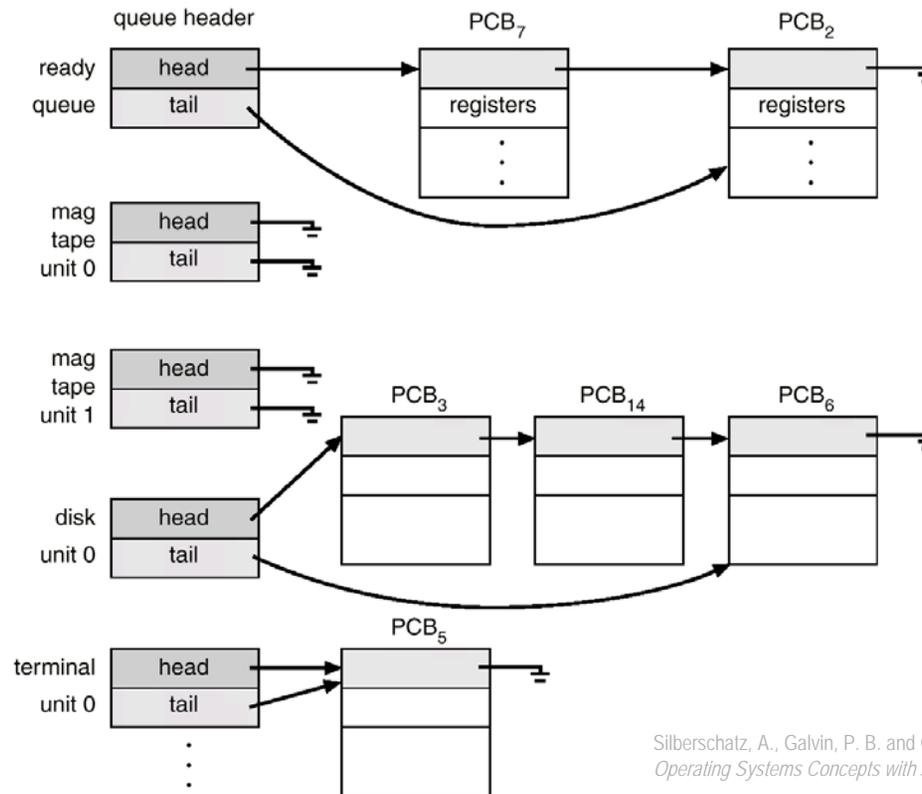 queue header
PCB7
PCB2
ready
queue
head
tail
registers
registers
mag
tape
unit 0
head
tail
mag
tape
unit 1
head
tail
PCB3
PCB14
PCB6
disk
unit 0
head
tail
PCB5
terminal
unit 0
head
tail
Silberschatz, A., Galvin, P. B. and
Operating Systems Concepts with